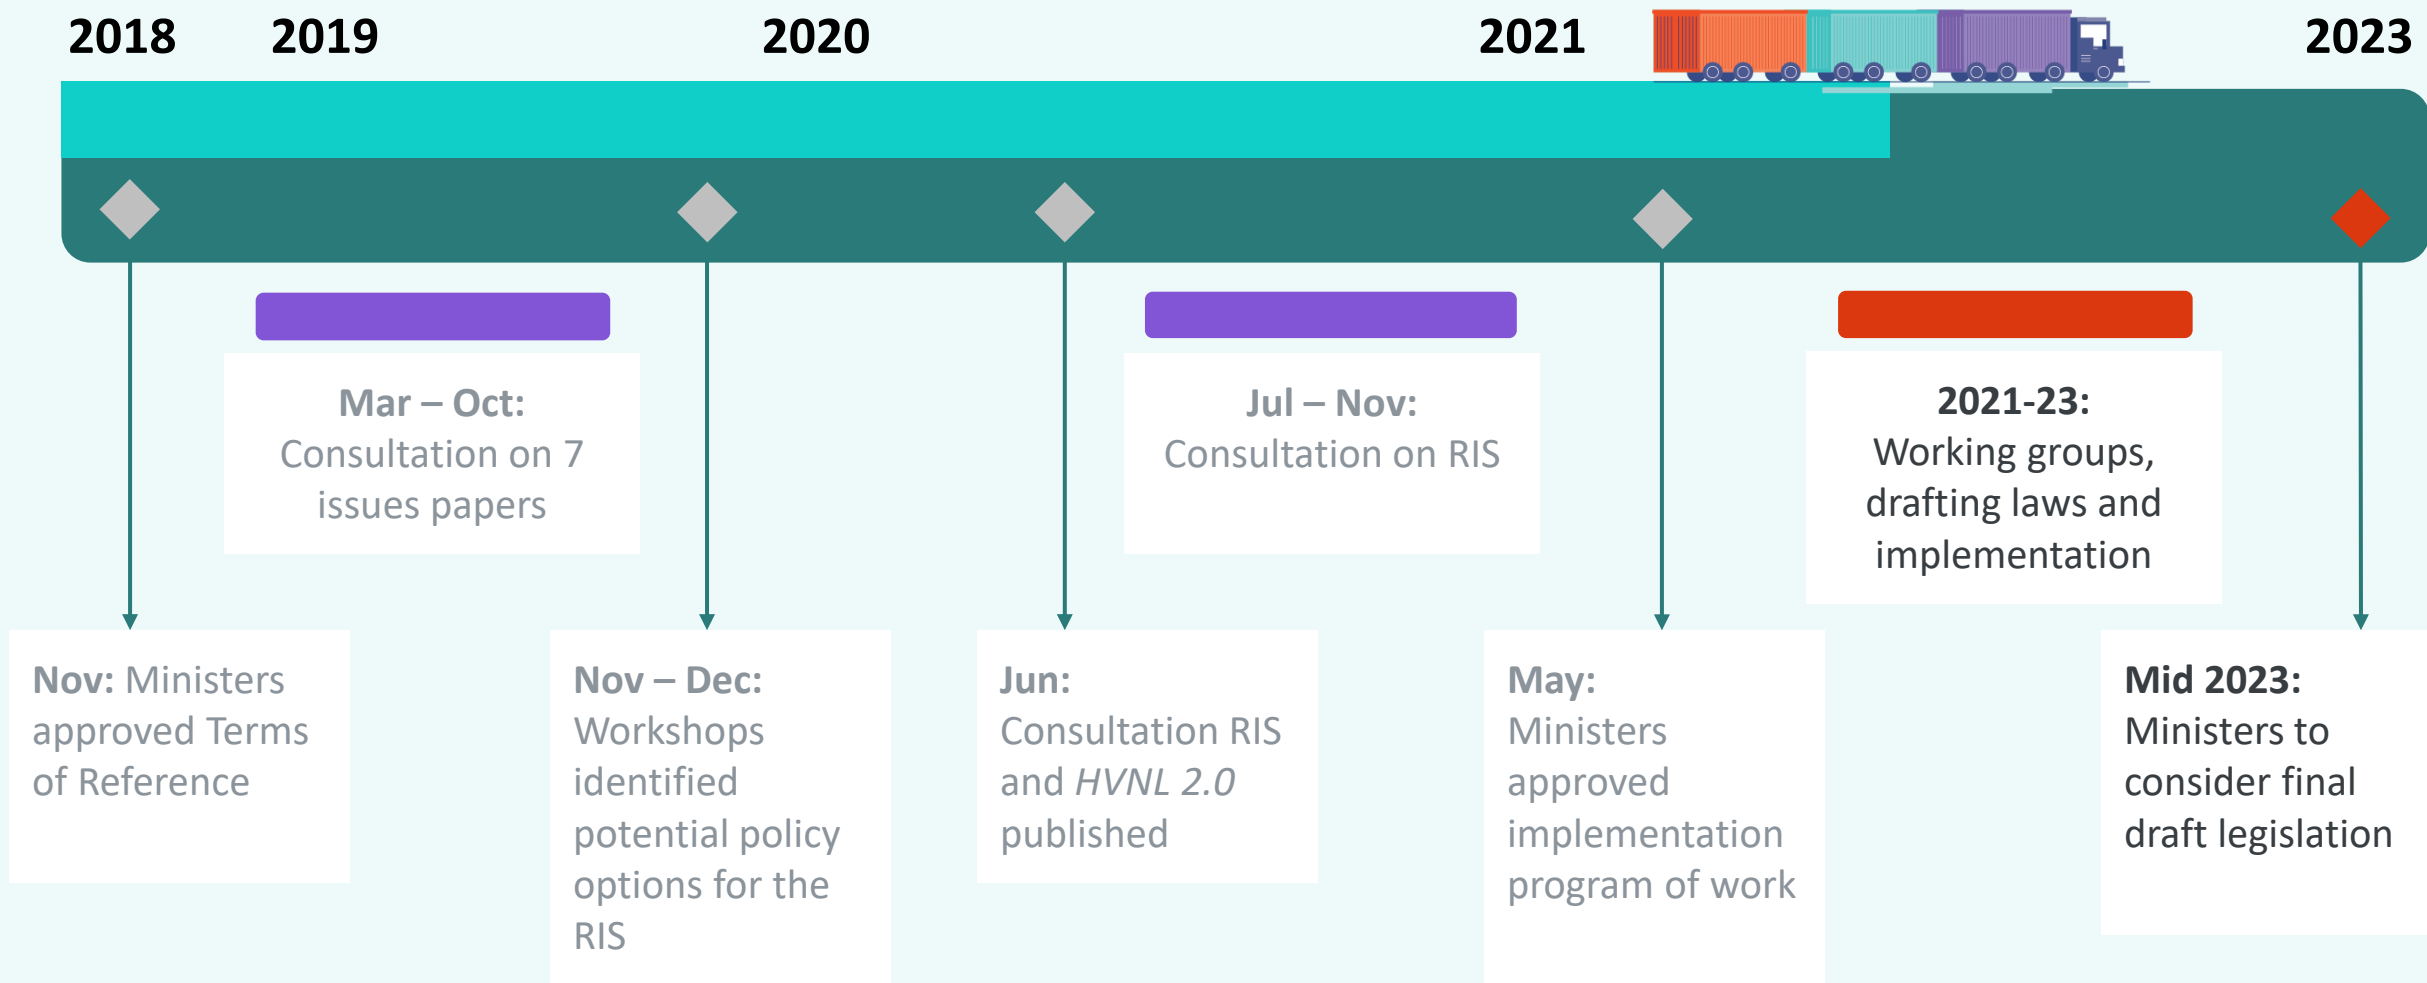 2018 2019 2020 2021 2023
Mar – Oct:
Consultation on 7
issues papers
Jul – Nov:
Consultation on RIS
2021-23:
Working groups,
drafting laws and
implementation
Nov: Ministers
approved Terms
of Reference
Nov – Dec:
Workshops
identified
potential policy
options for the
RIS
Jun:
Consultation RIS
and HVNL 2.0
published
May:
Ministers
approved
implementation
program of work
Mid 2023:
Ministers to
consider final
draft legislation